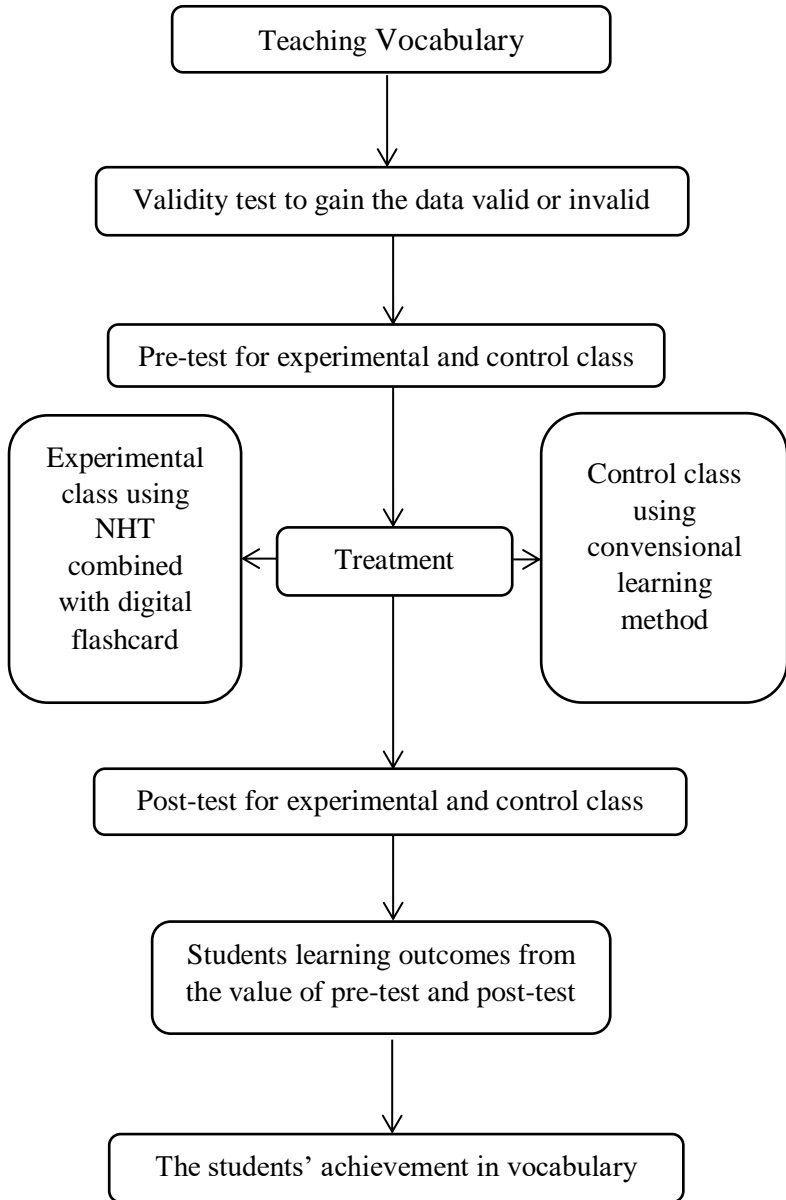 Teaching Vocabulary
Validity test to gain the data valid or invalid
Pre-test for experimental and control class
Experimental
class using
NHT
combined
with digital
flashcard
Treatment
Control class
using
convensional
learning
method
Post-test for experimental and control class
Students learning outcomes from
the value of pre-test and post-test
The students’ achievement in vocabulary